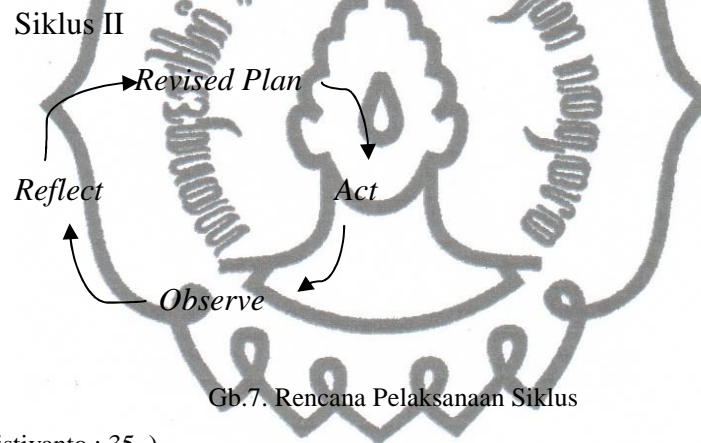 Siklus II
Revised Plan
Reflect
Act
Observe
Gb.7. Rencana Pelaksanaan Siklus